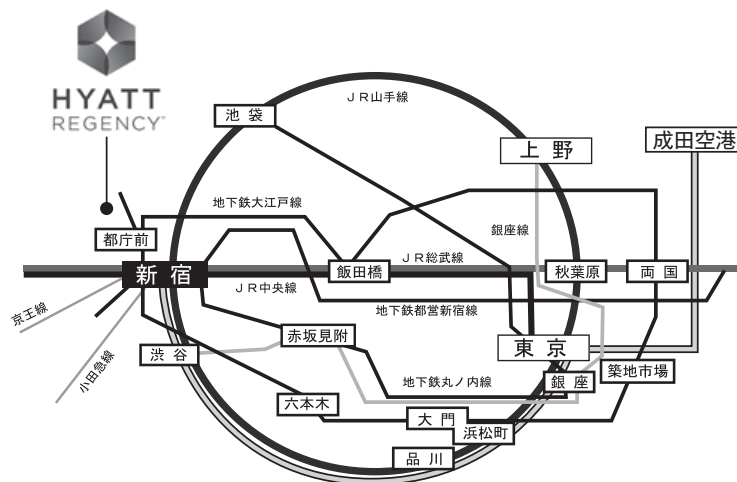 HYATT
REGENCY™
JR山手線
池袋
上野
成田空港
地下鉄大江戸線
銀座線
都庁前
新宿
飯田橋
JR総武線
秋葉原
両国
JR中央線
地下鉄都営新宿線
京王線
小田急線
渋谷
赤坂見附
東京
地下鉄丸ノ内線
銀座
築地市場
六本木
大門
浜松町
品川